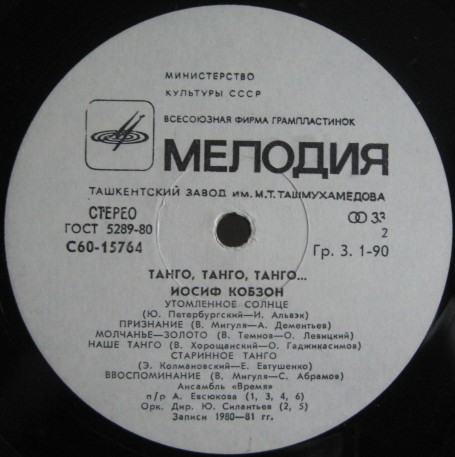 МИНИСТЕРСТВО
КУЛЬТУРЫ СССР
ВСЕСОЮЗНАЯ ФИРМА ГРАМПЛАСТИНОК
МЕЛОДИЯ
ТАШКЕНТСКИЙ ЗАВОД ИМ. М.Т. ТАШМУХАМЕДОВА
СТЕРЕО
ГОСТ 5289-80
С60-15764
33
2
Гр. 3. 1-90
ТАНГО, ТАНГО, ТАНГО...
ИОСИФ КОБЗОН
УТОМЛЕННОЕ СОЛНЦЕ
(Ю. Петербургский—И. Альвэк)
ПРИЗНАНИЕ (В. Мигуля—А. Дементьев)
МОЛЧАНЬЕ—ЗОЛОТО (В. Темнов—О. Левицкий)
НАШЕ ТАНГО (В. Хорощанский—О. Гаджикасимов)
СТАРИННОЕ ТАНГО
(Э. Колмановский—Е. Евтушенко)
ВВОСПОМИНАНИЕ (В. Мигуля—С. Абрамов)
Ансамбль «Время»
п/р А. Евсюкова (1, 3, 4, 6)
Орк. Дир. Ю. Силантьев (2, 5)
Записи 1980—81 гг.